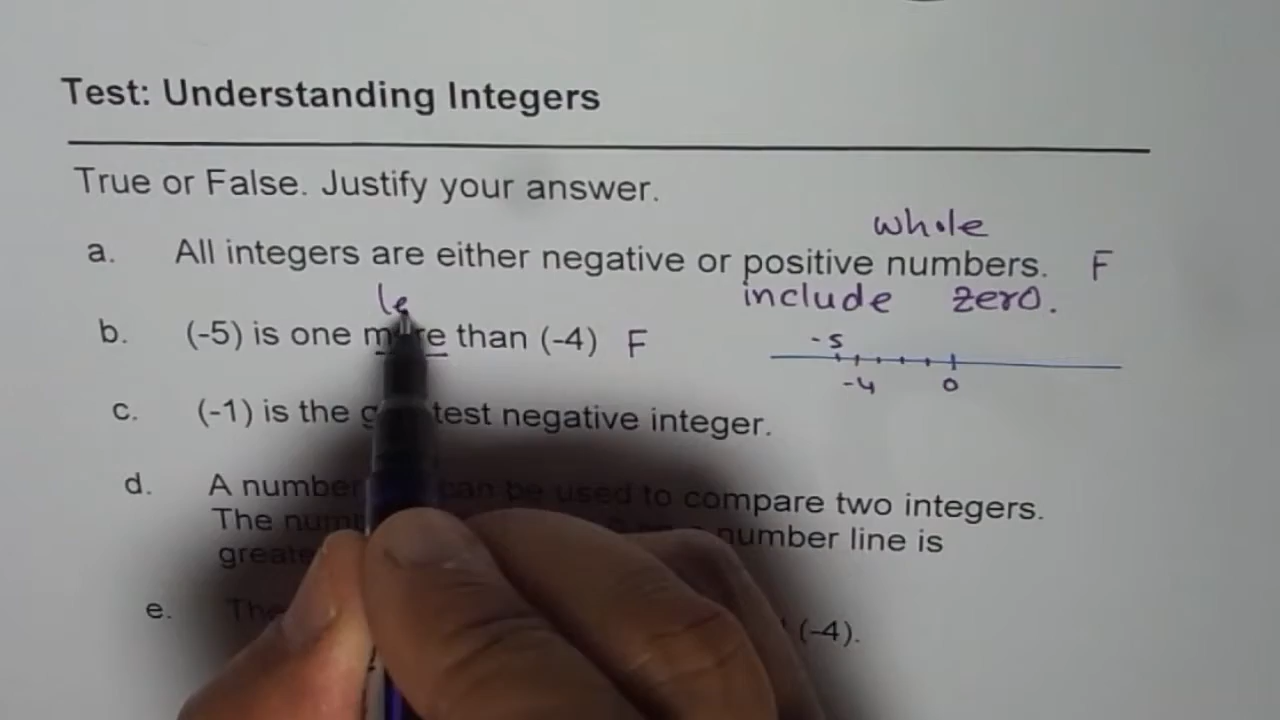 Test: Understanding Integers
True or False. Justify your answer.
whole
a. All integers are either negative or positive numbers. F
include zero.
le
b. (-5) is one more than (-4) F
-5
-4 0
c. (-1) is the test negative integer.
d. A number can be used to compare two integers.
The number line is
e. (-4).